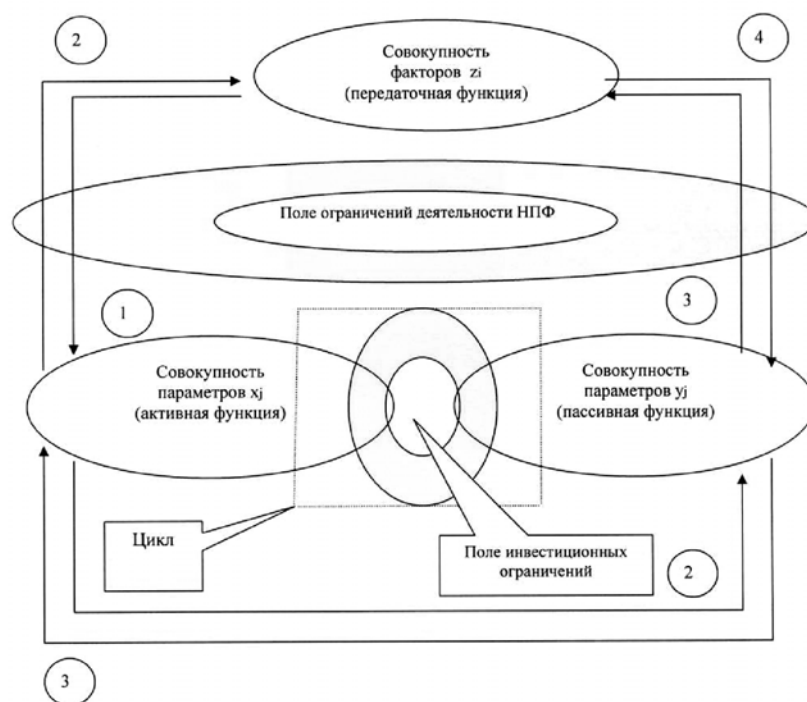 2
4
Совокупность
факторов zi
(передаточная функция)
Поле ограничений деятельности НПФ
1
3
Совокупность
параметров xj
(активная функция)
Совокупность
параметров yj
(пассивная функция)
Цикл
Поле инвестиционных
ограничений
2
3